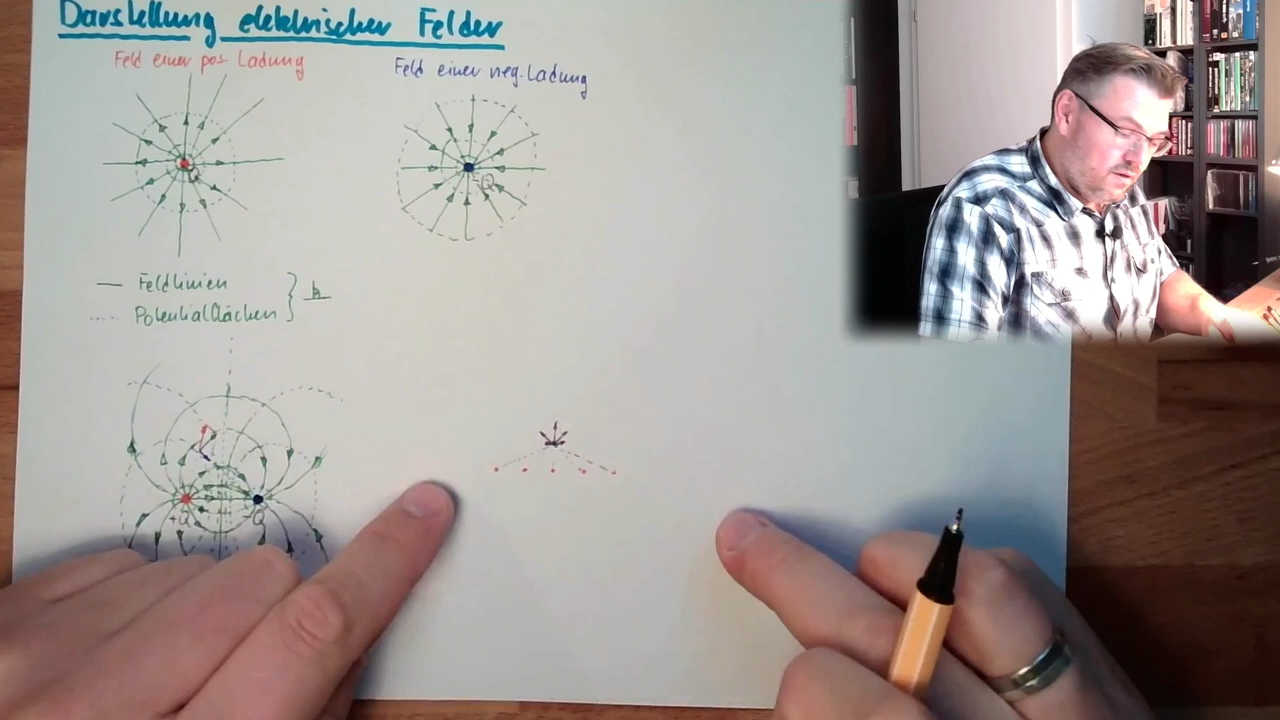 Darstellung elektrischer Felder
Feld einer pos. Ladung
Feld einer neg. Ladung
Q
-Q
Feldlinien
Potentialflächen
+Q
-Q